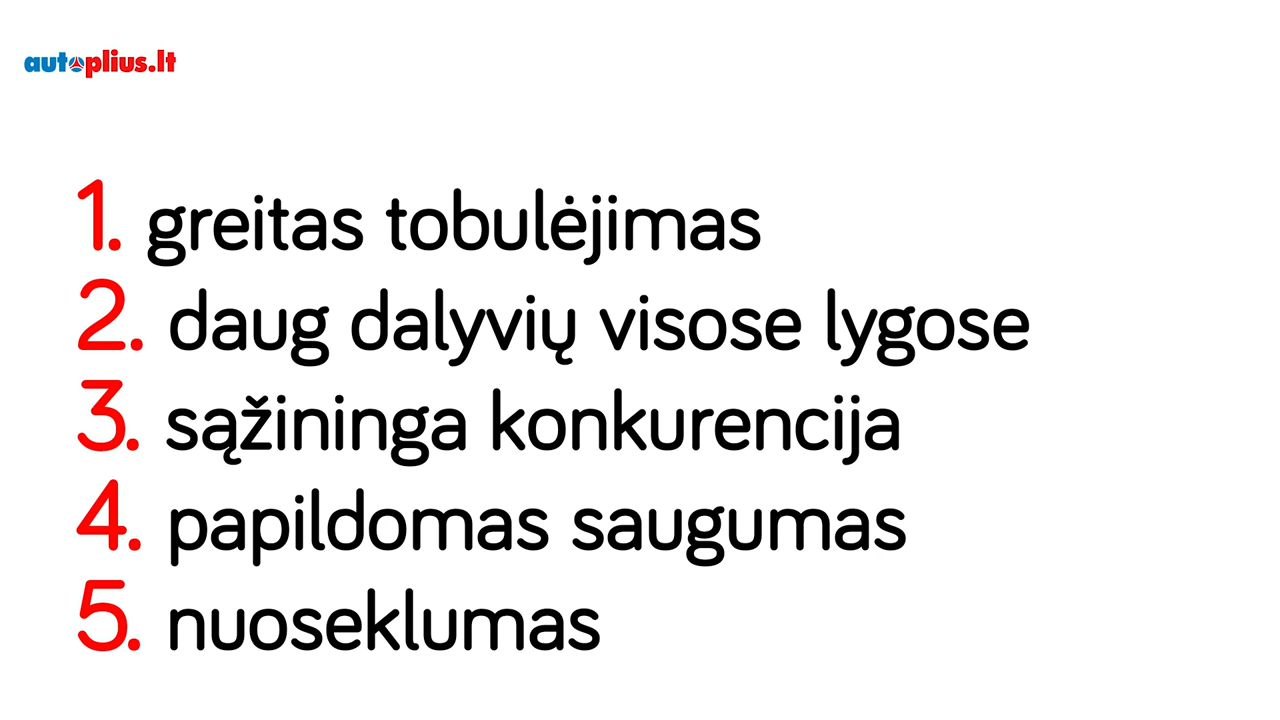 autoplius.lt
1. greitas tobulėjimas
2. daug dalyvių visose lygose
3. sąžininga konkurencija
4. papildomas saugumas
5. nuoseklumas